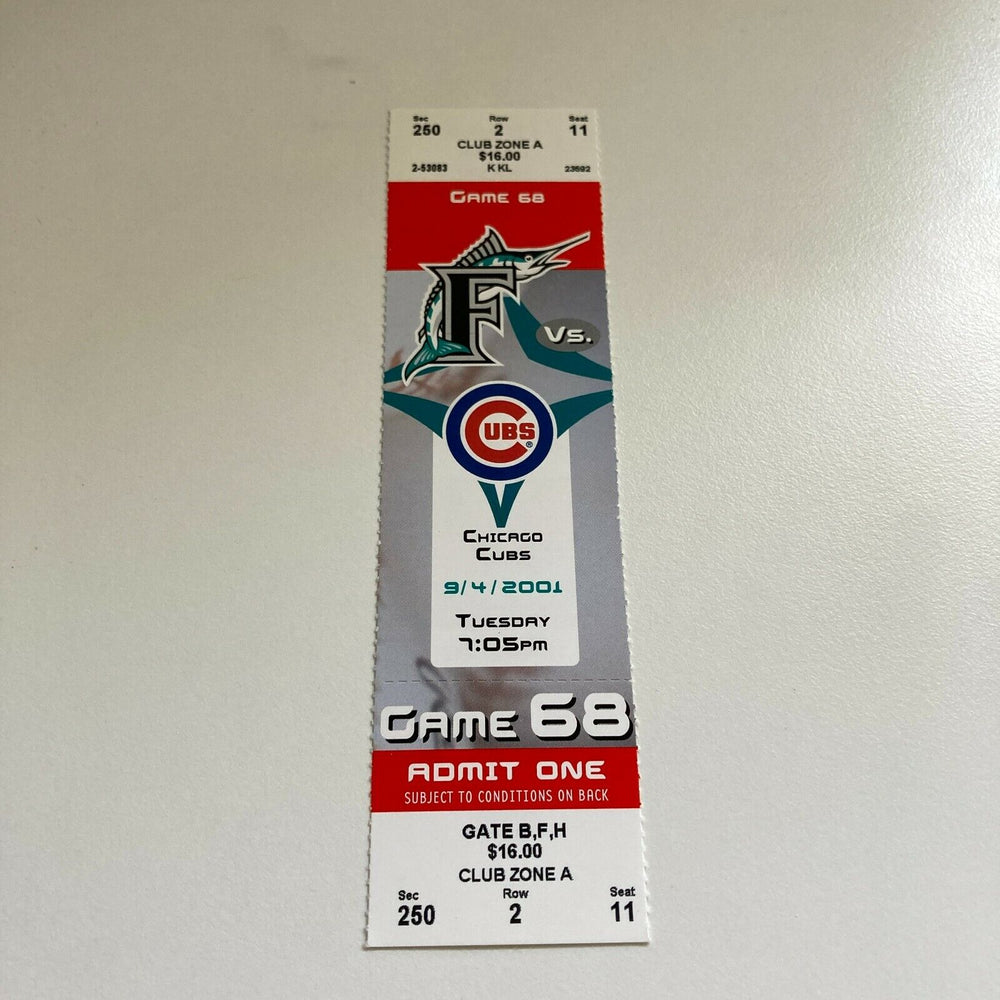 Sec Row Seat
250 2 11
CLUB ZONE A
$16.00
2-53083 K KL 23592
GAME 68
F
Vs.
CUBS ®
CHICAGO
CUBS
9/4/2001
TUESDAY
7:05PM
GAME 68
ADMIT ONE
SUBJECT TO CONDITIONS ON BACK
GATE B,F,H
$16.00
CLUB ZONE A
Sec Row Seat
250 2 11